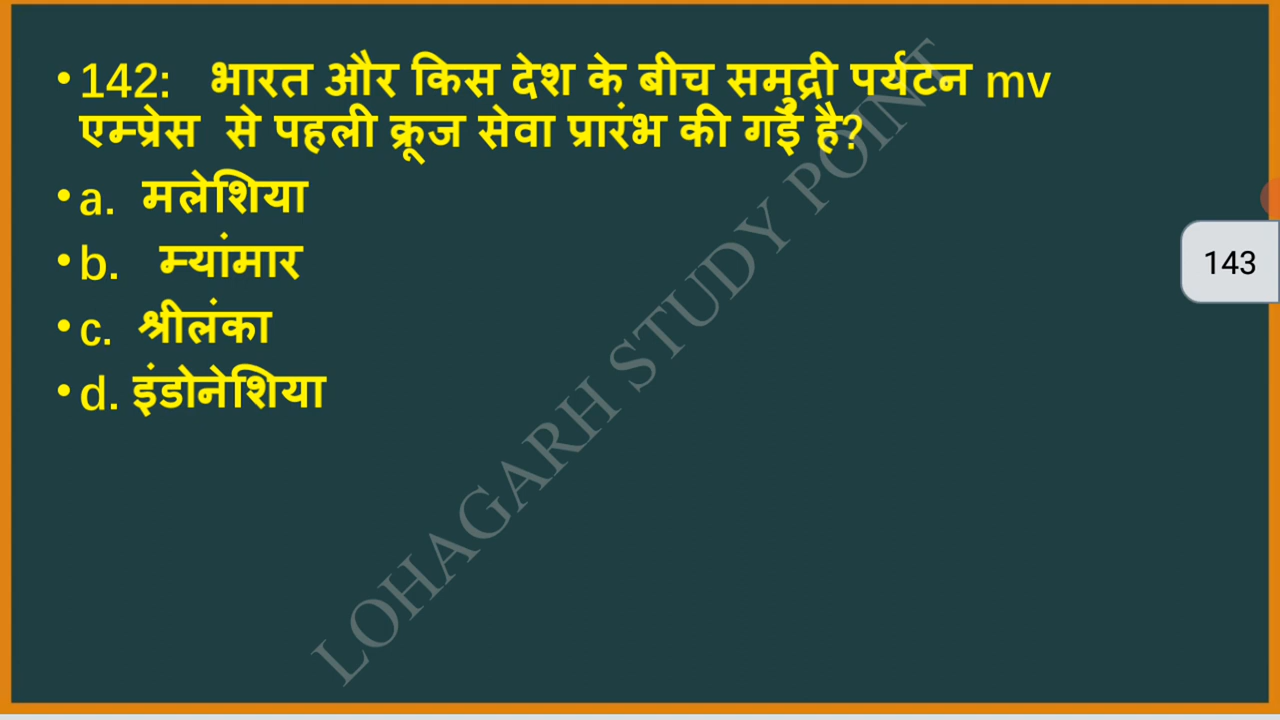 •142: भारत और किस देश के बीच समुद्री पर्यटन mv
एम्प्रेस से पहली क्रूज सेवा प्रारंभ की गई है?
•a. मलेशिया
•b. म्यांमार
143
•c. श्रीलंका
•d. इंडोनेशिया
LOHAGARH STUDY POINT